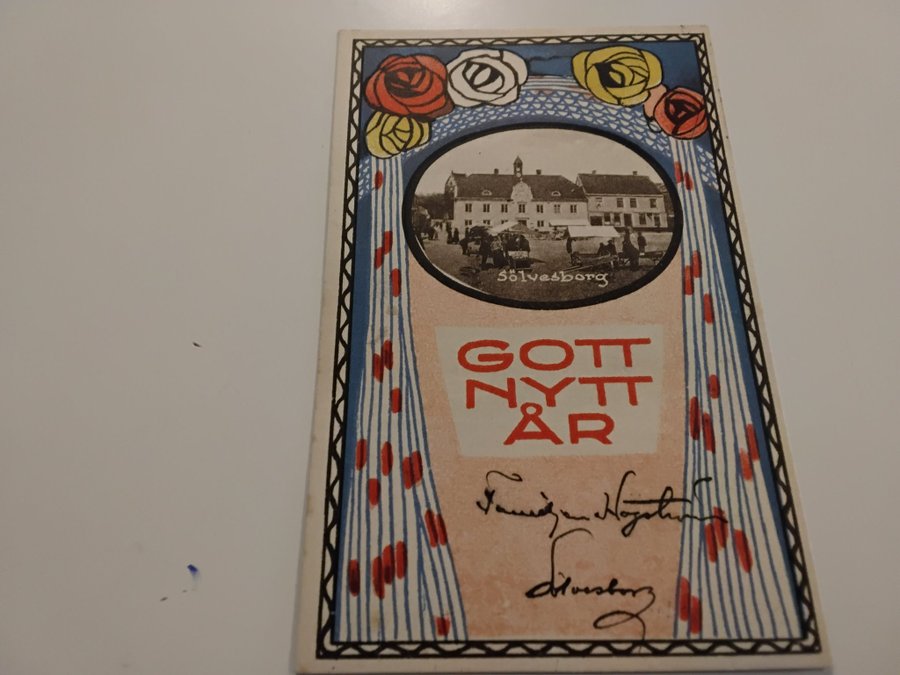 Sölvesborg
GOTT
NYTT
ÅR
Familjen Högström
Sölvesborg